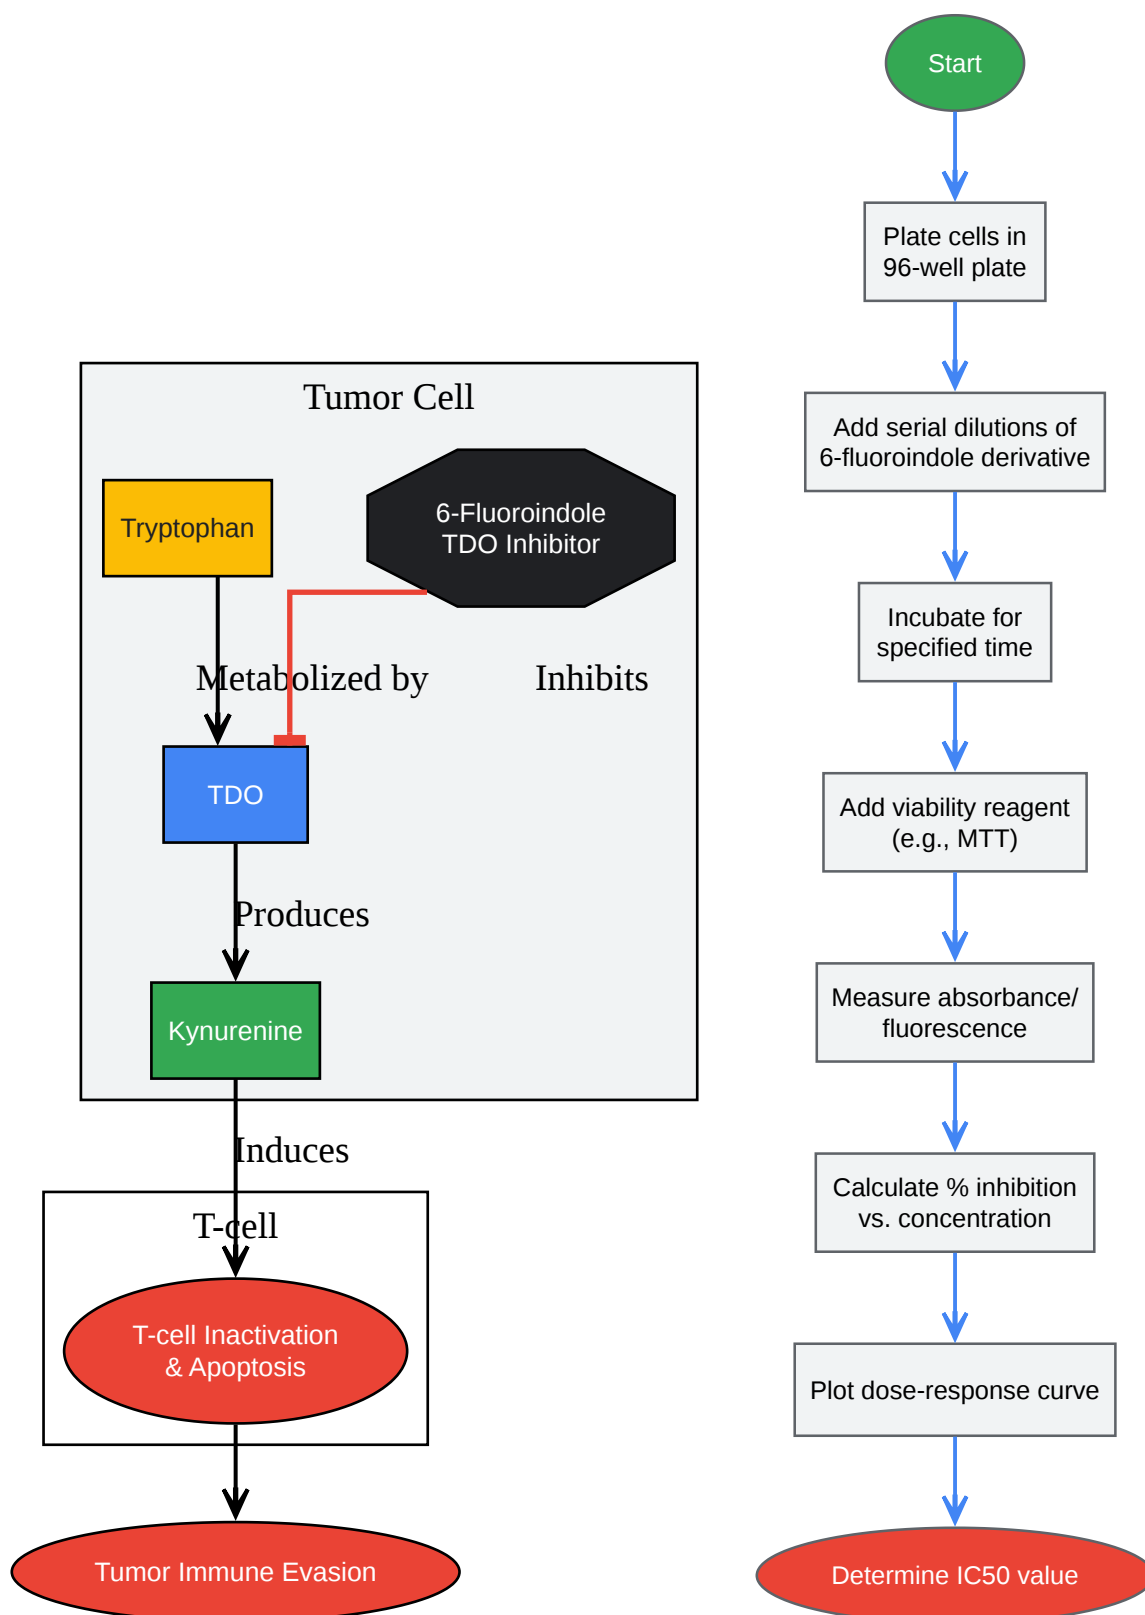 Tumor Cell
Tryptophan
6-Fluoroindole
TDO Inhibitor
Metabolized by
Inhibits
TDO
Produces
Kynurenine
Induces
T-cell
T-cell Inactivation
& Apoptosis
Tumor Immune Evasion
Start
Plate cells in
96-well plate
Add serial dilutions of
6-fluoroindole derivative
Incubate for
specified time
Add viability reagent
(e.g., MTT)
Measure absorbance/
fluorescence
Calculate % inhibition
vs. concentration
Plot dose-response curve
Determine IC50 value